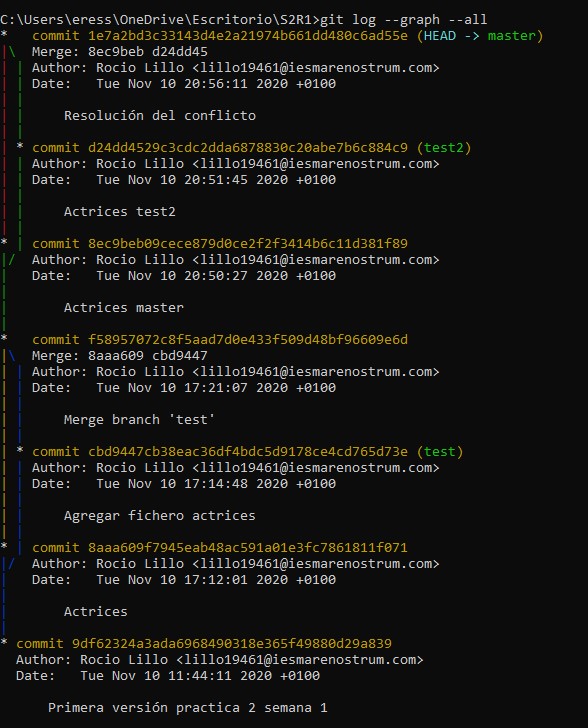 C:\Users\eress\OneDrive\Escritorio\S2R1>git log --graph --all
*   commit 1e7a2bd3c33143d4e2a21974b661dd480c6ad55e (HEAD -> master)
|\  Merge: 8ec9beb d24dd45
| | Author: Rocio Lillo <lillo19461@iesmarenostrum.com>
| | Date:   Tue Nov 10 20:56:11 2020 +0100
| |
| |     Resolución del conflicto
| |
| * commit d24dd4529c3cdc2dda6878830c20abe7b6c884c9 (test2)
| | Author: Rocio Lillo <lillo19461@iesmarenostrum.com>
| | Date:   Tue Nov 10 20:51:45 2020 +0100
| |
| |     Actrices test2
| |
* | commit 8ec9beb09cece879d0ce2f2f3414b6c11d381f89
|/  Author: Rocio Lillo <lillo19461@iesmarenostrum.com>
|   Date:   Tue Nov 10 20:50:27 2020 +0100
|
|       Actrices master
|
*   commit f58957072c8f5aad7d0e433f509d48bf96609e6d
|\  Merge: 8aaa609 cbd9447
| | Author: Rocio Lillo <lillo19461@iesmarenostrum.com>
| | Date:   Tue Nov 10 17:21:07 2020 +0100
| |
| |     Merge branch 'test'
| |
| * commit cbd9447cb38eac36df4bdc5d9178ce4cd765d73e (test)
| | Author: Rocio Lillo <lillo19461@iesmarenostrum.com>
| | Date:   Tue Nov 10 17:14:48 2020 +0100
| |
| |     Agregar fichero actrices
| |
* | commit 8aaa609f7945eab48ac591a01e3fc7861811f071
|/  Author: Rocio Lillo <lillo19461@iesmarenostrum.com>
|   Date:   Tue Nov 10 17:12:01 2020 +0100
|
|       Actrices
|
* commit 9df62324a3ada6968490318e365f49880d29a839
  Author: Rocio Lillo <lillo19461@iesmarenostrum.com>
  Date:   Tue Nov 10 11:44:11 2020 +0100

      Primera versión practica 2 semana 1